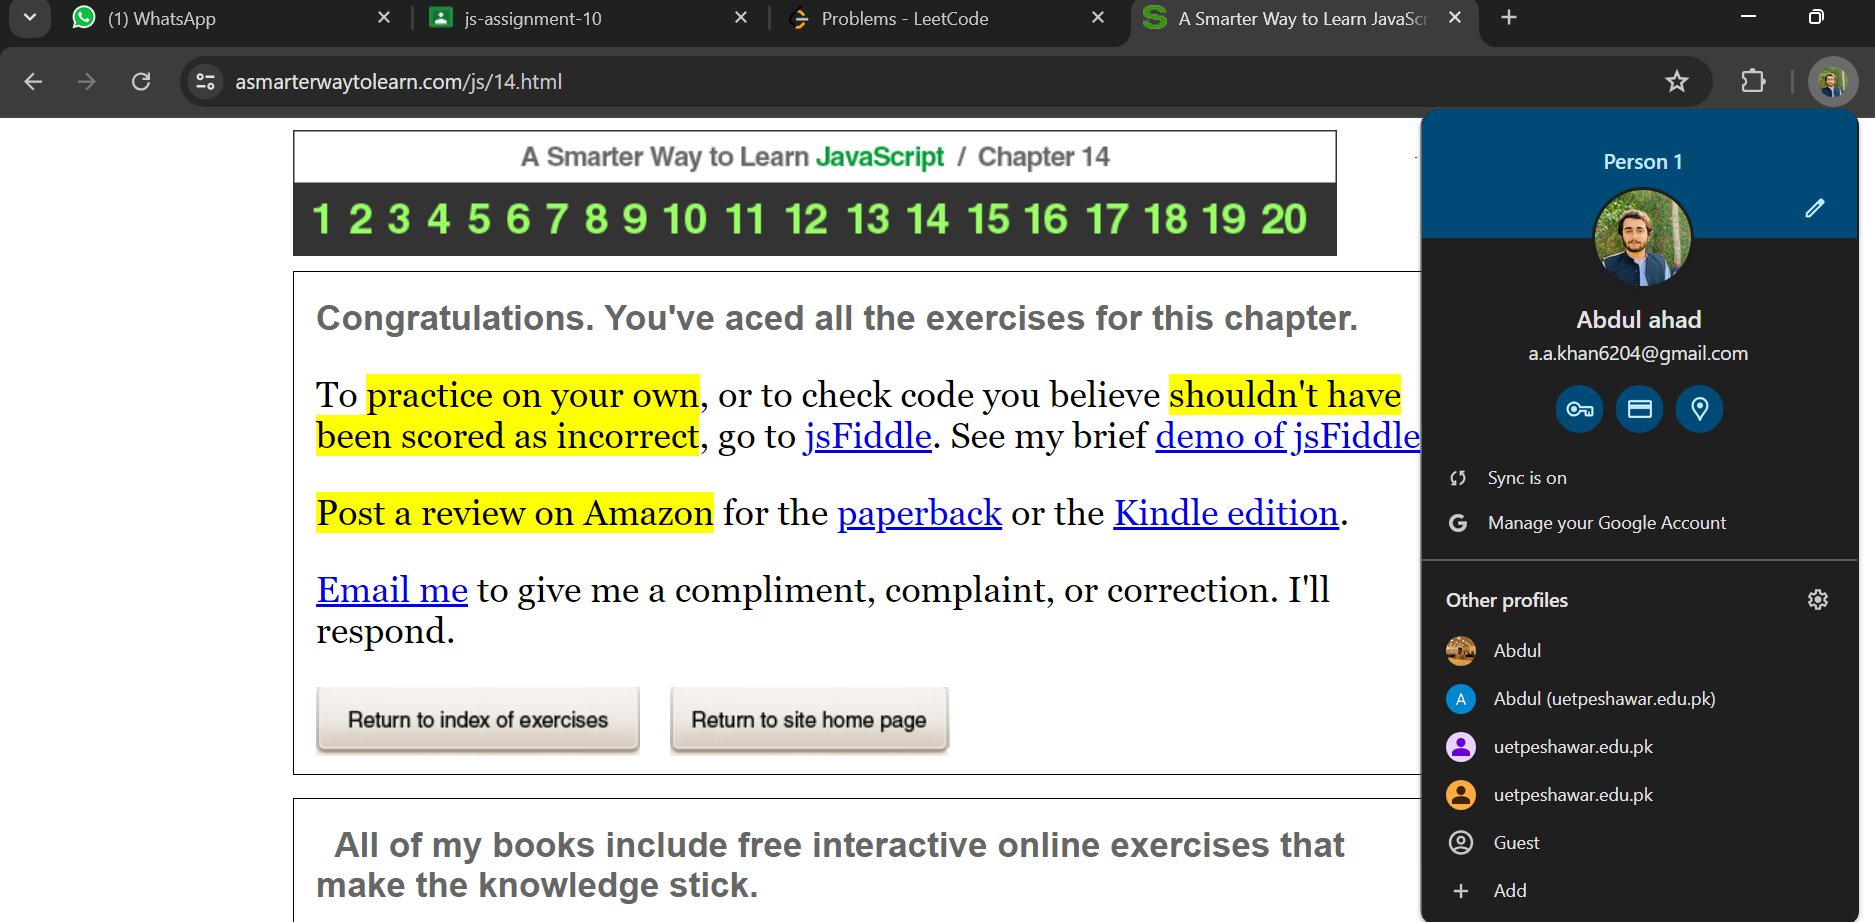 (1) WhatsApp
js-assignment-10
Problems - LeetCode
A Smarter Way to Learn JavaScr
asmarterwaytolearn.com/js/14.html
A Smarter Way to Learn JavaScript / Chapter 14
1 2 3 4 5 6 7 8 9 10 11 12 13 14 15 16 17 18 19 20
Congratulations. You've aced all the exercises for this chapter.
To practice on your own, or to check code you believe shouldn't have
been scored as incorrect, go to jsFiddle. See my brief demo of jsFiddle
Post a review on Amazon for the paperback or the Kindle edition.
Email me to give me a compliment, complaint, or correction. I'll
respond.
Return to index of exercises
Return to site home page
All of my books include free interactive online exercises that
make the knowledge stick.
Person 1
Abdul ahad
a.a.khan6204@gmail.com
Sync is on
G Manage your Google Account
Other profiles
Abdul
A Abdul (uetpeshawar.edu.pk)
uetpeshawar.edu.pk
uetpeshawar.edu.pk
Guest
Add